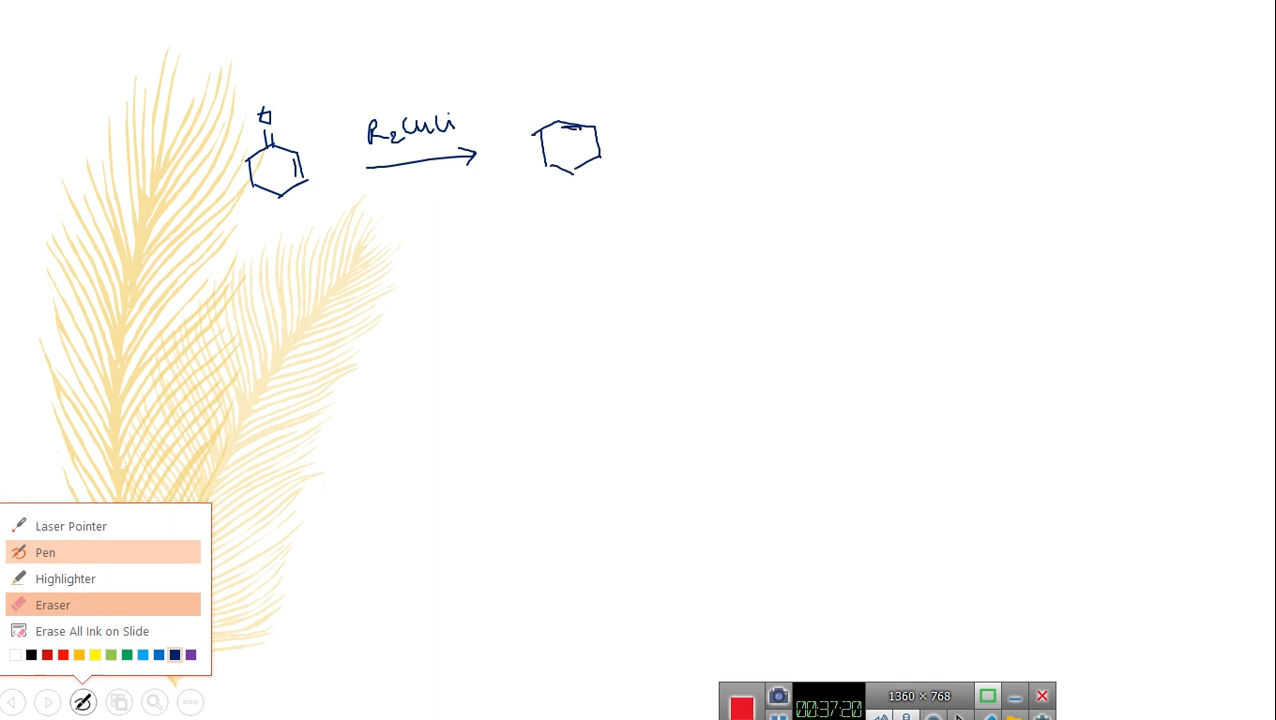 R2CuLi
Laser Pointer
Pen
Highlighter
Eraser
Erase All Ink on Slide
1360 × 768
00:37:20